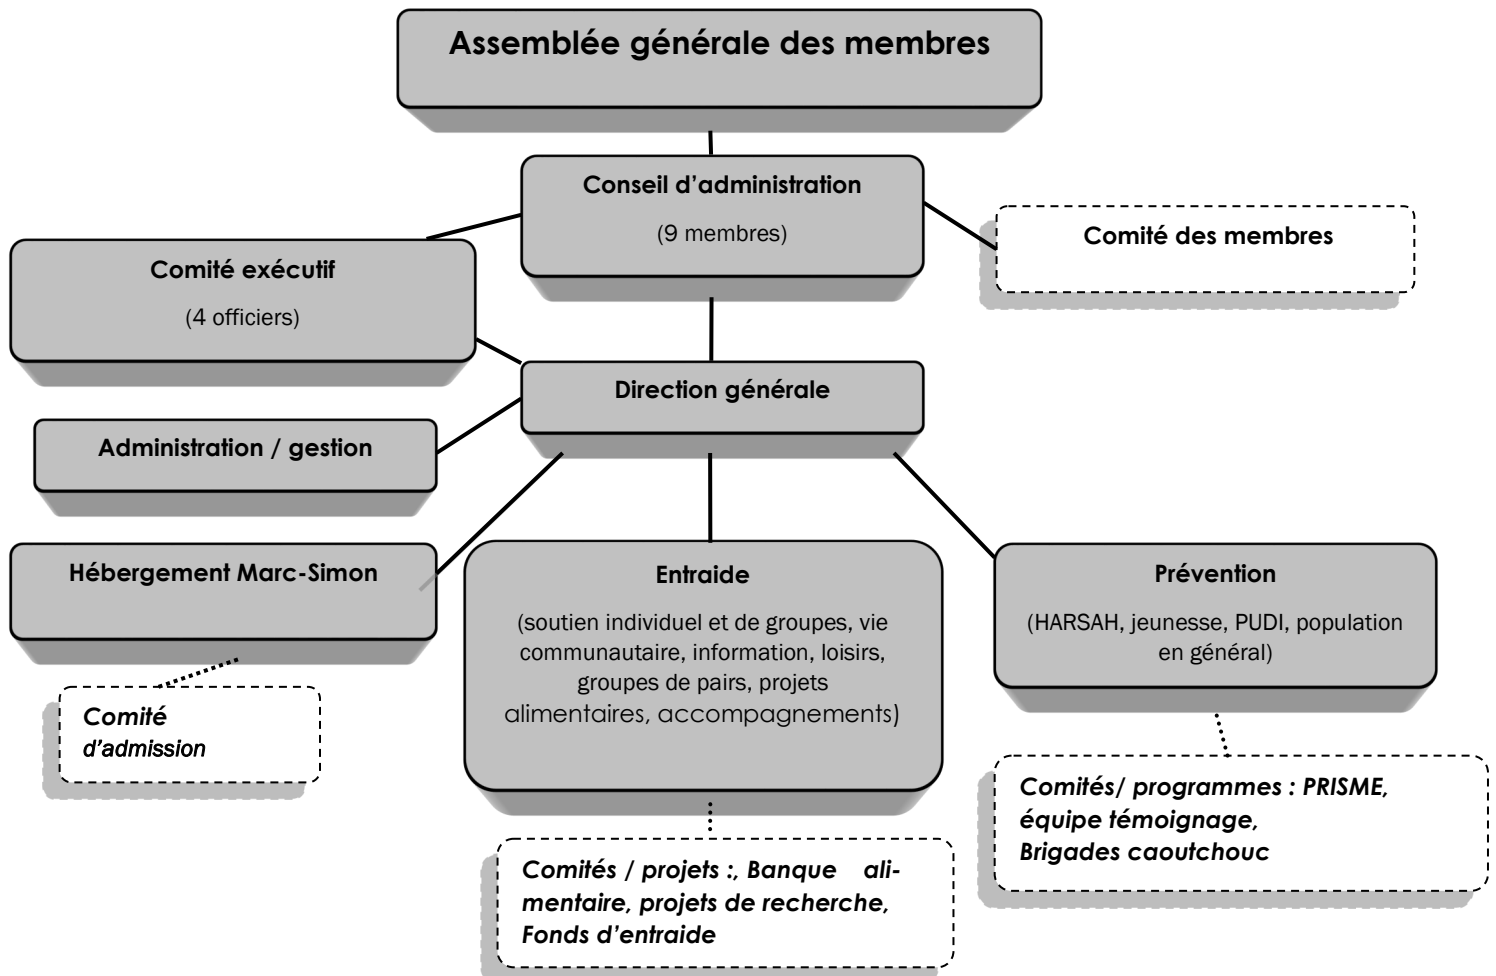 Assemblée générale des membres
Conseil d’administration
(9 membres)
Comité des membres
Comité exécutif
(4 officiers)
Direction générale
Administration / gestion
Hébergement Marc-Simon
Comité
d’admission
Entraide
(soutien individuel et de groupes, vie
communautaire, information, loisirs,
groupes de pairs, projets
alimentaires, accompagnements)
Comités / projets :, Banque ali-
mentaire, projets de recherche,
Fonds d’entraide
Prévention
(HARSAH, jeunesse, PUDI, population
en général)
Comités/ programmes : PRISME,
équipe témoignage,
Brigades caoutchouc